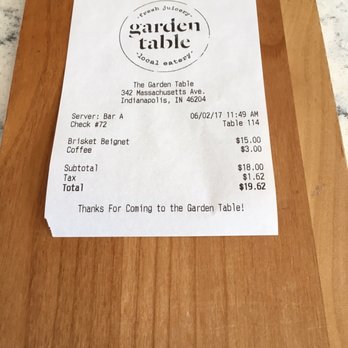 fresh juicery
garden
table
local eatery
The Garden Table
342 Massachusetts Ave.
Indianapolis, IN 46204
Server: Bar A 06/02/17 11:49 AM
Check #72 Table 114
Brisket Beignet $15.00
Coffee $3.00
Subtotal $18.00
Tax $1.62
Total $19.62
Thanks For Coming to the Garden Table!